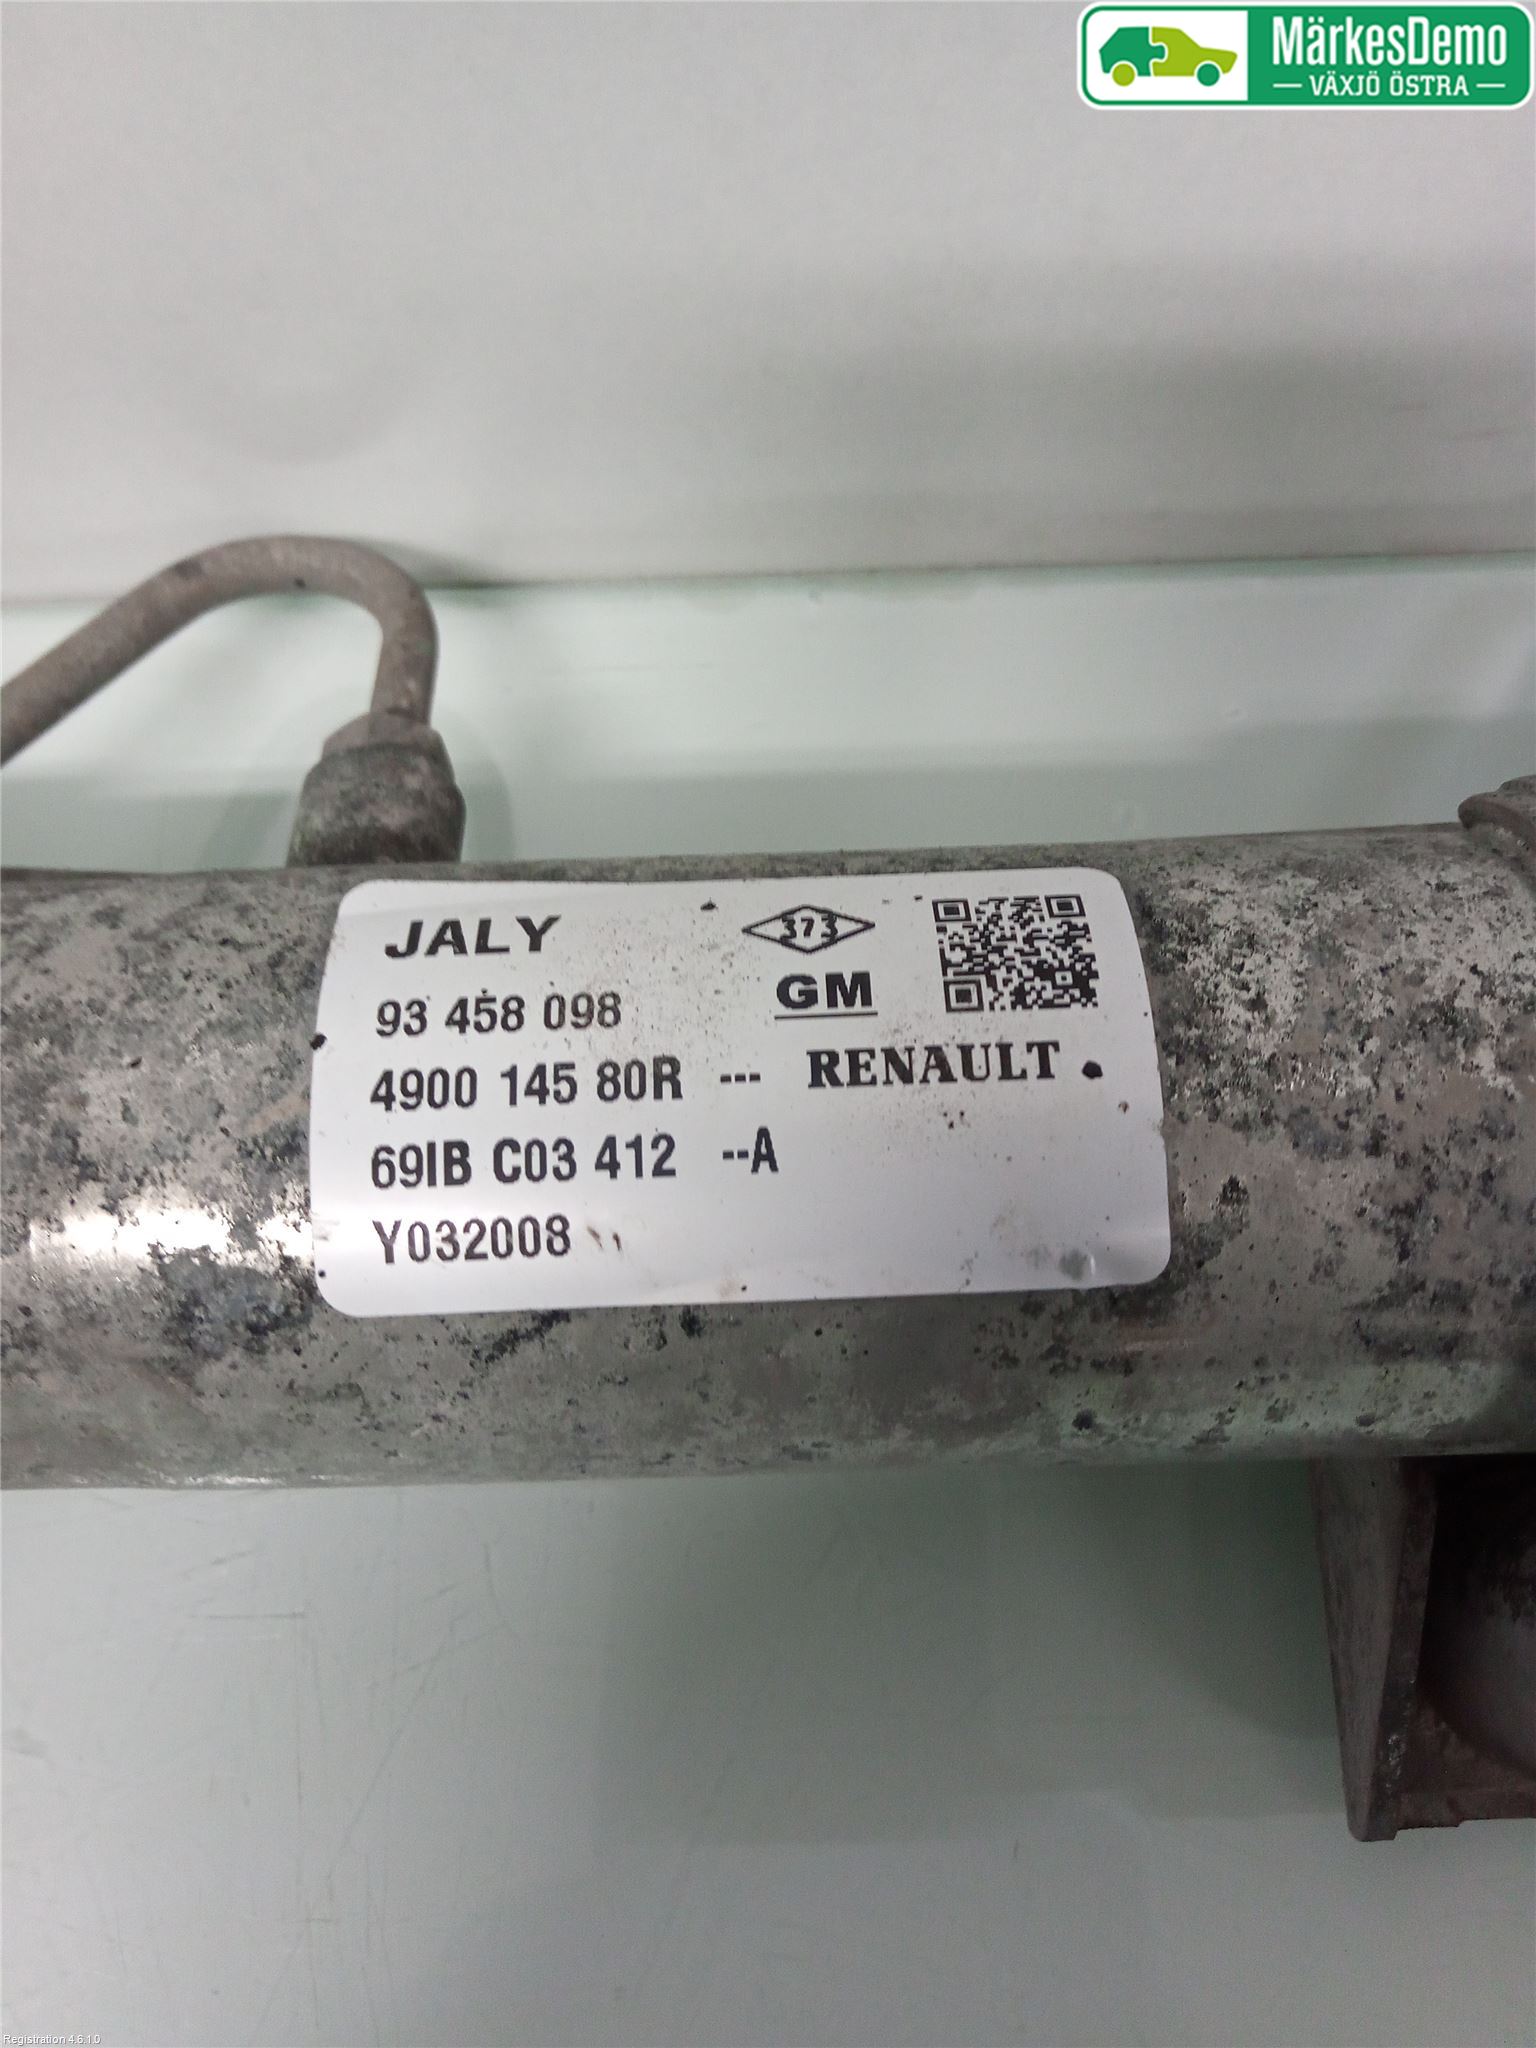 MärkesDemo
VÄXJÖ ÖSTRA
JALY
373
93 458 098
GM
4900 145 80R --- RENAULT
69IB C03 412 --A
Y032008
Registration 4.6.1.0